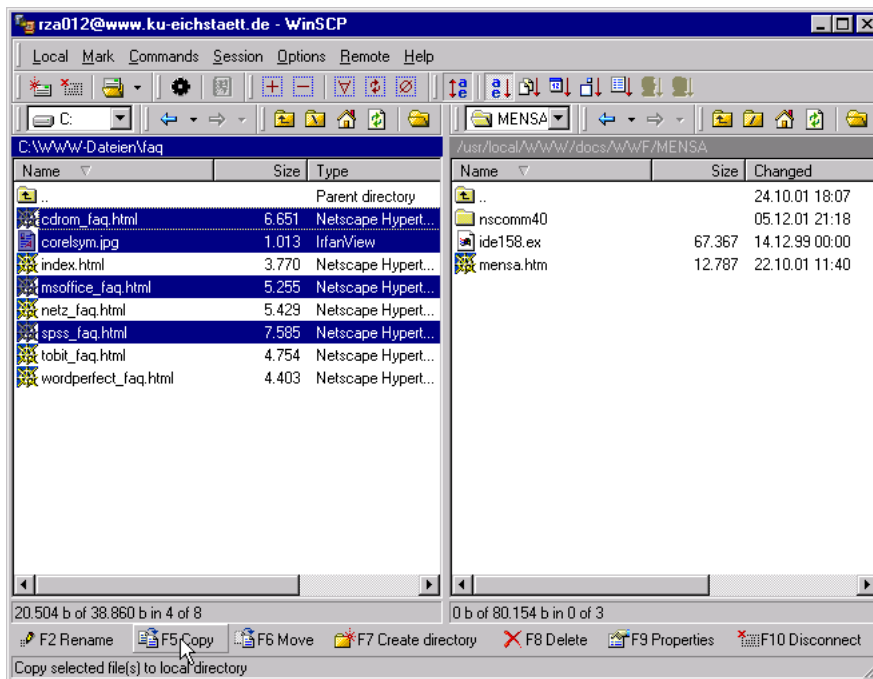 rza012@www.ku-eichstaett.de - WinSCP
Local Mark Commands Session Options Remote Help
C: MENSA
C:\WWW-Dateien\faq
Name Size Type
.. Parent directory
cdrom_faq.html 6.651 Netscape Hypert...
corelsym.jpg 1.013 IrfanView
index.html 3.770 Netscape Hypert...
msoffice_faq.html 5.255 Netscape Hypert...
netz_faq.html 5.429 Netscape Hypert...
spss_faq.html 7.585 Netscape Hypert...
tobit_faq.html 4.754 Netscape Hypert...
wordperfect_faq.html 4.403 Netscape Hypert...
20.504 b of 38.860 b in 4 of 8
/usr/local/WWW/docs/WWF/MENSA
Name Size Changed
.. 24.10.01 18:07
nscomm40 05.12.01 21:18
ide158.ex 67.367 14.12.99 00:00
mensa.htm 12.787 22.10.01 11:40
0 b of 80.154 b in 0 of 3
F2 Rename F5 Copy F6 Move F7 Create directory F8 Delete F9 Properties F10 Disconnect
Copy selected file(s) to local directory